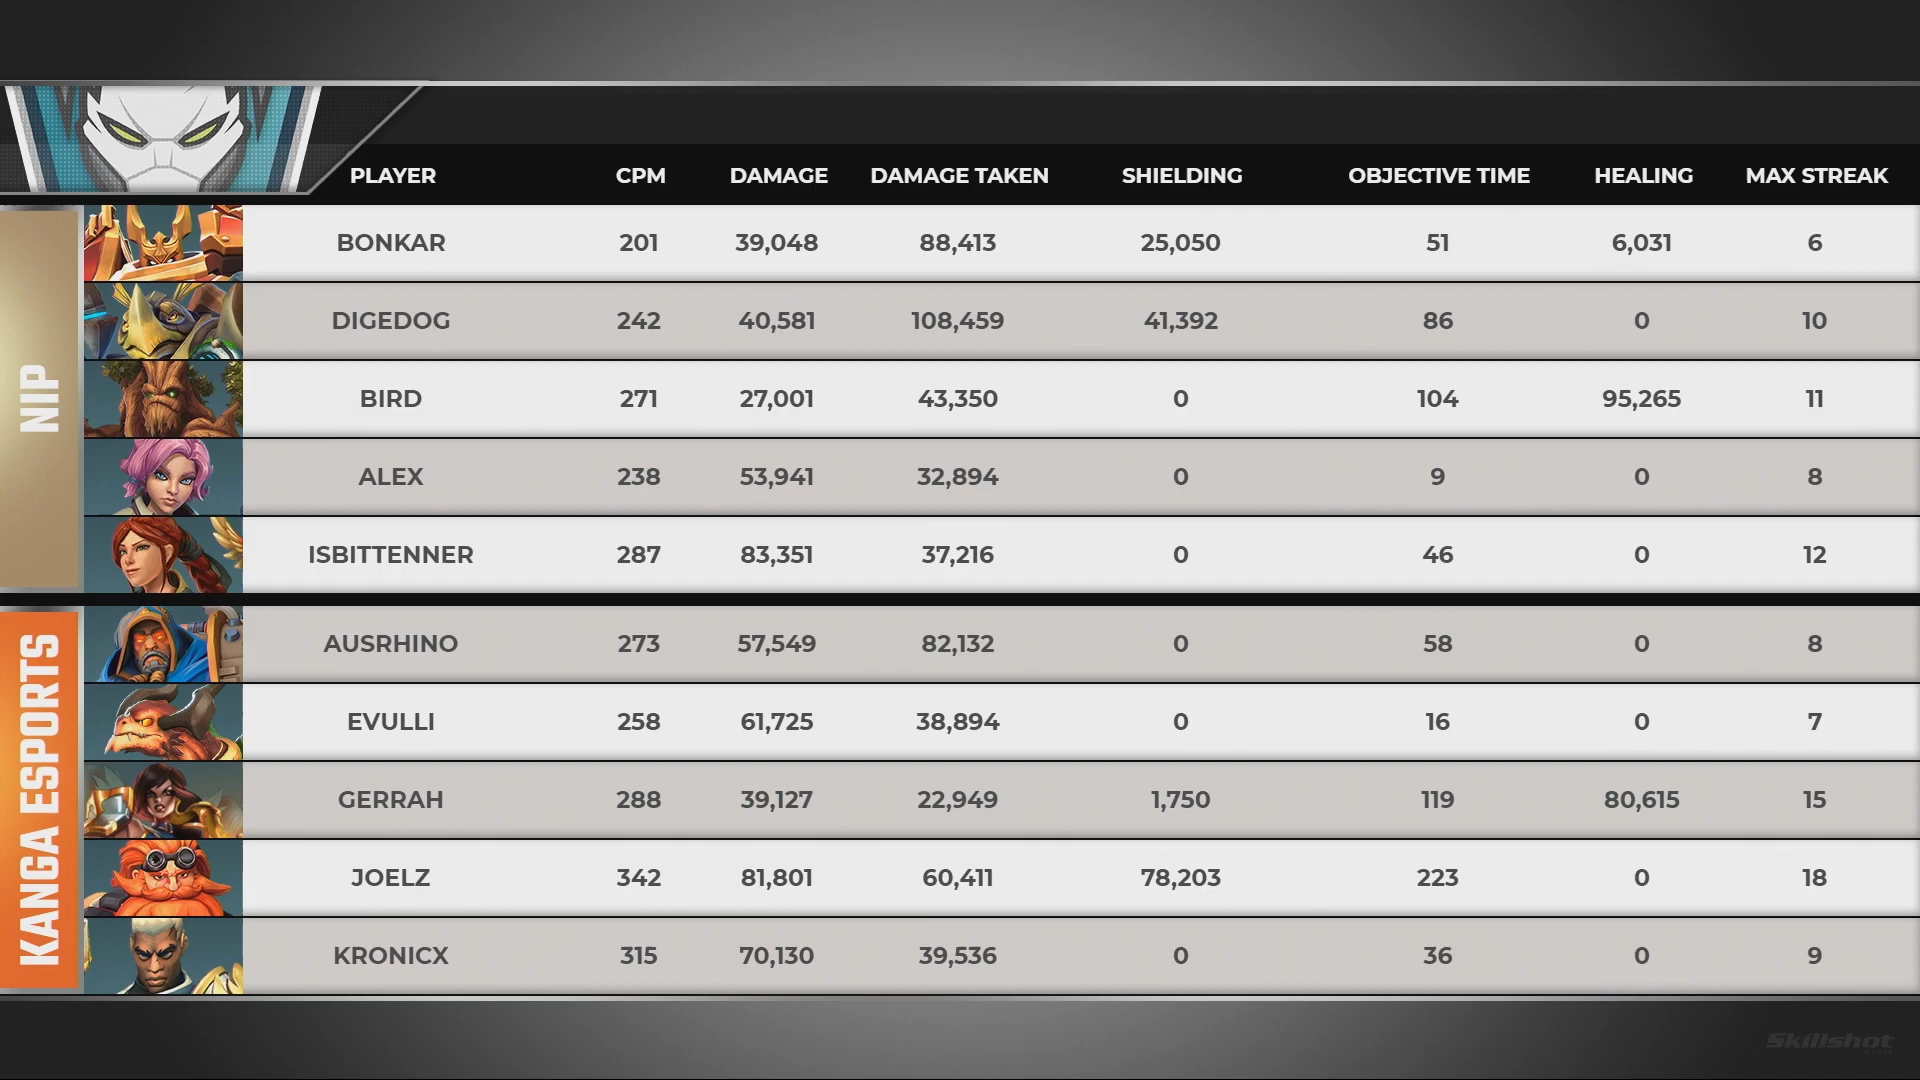 PLAYER CPM DAMAGE DAMAGE TAKEN SHIELDING OBJECTIVE TIME HEALING MAX STREAK
NIP
BONKAR 201 39,048 88,413 25,050 51 6,031 6
DIGEDOG 242 40,581 108,459 41,392 86 0 10
BIRD 271 27,001 43,350 0 104 95,265 11
ALEX 238 53,941 32,894 0 9 0 8
ISBITTENNER 287 83,351 37,216 0 46 0 12
KANGA ESPORTS
AUSRHINO 273 57,549 82,132 0 58 0 8
EVULLI 258 61,725 38,894 0 16 0 7
GERRAH 288 39,127 22,949 1,750 119 80,615 15
JOELZ 342 81,801 60,411 78,203 223 0 18
KRONICX 315 70,130 39,536 0 36 0 9
Skillshot